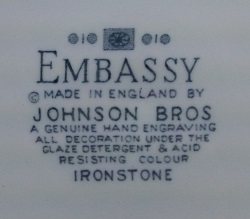 EMBASSY
© MADE IN ENGLAND BY
JOHNSON BROS
A GENUINE HAND ENGRAVING
ALL DECORATION UNDER THE
GLAZE DETERGENT & ACID
RESISTING COLOUR
IRONSTONE